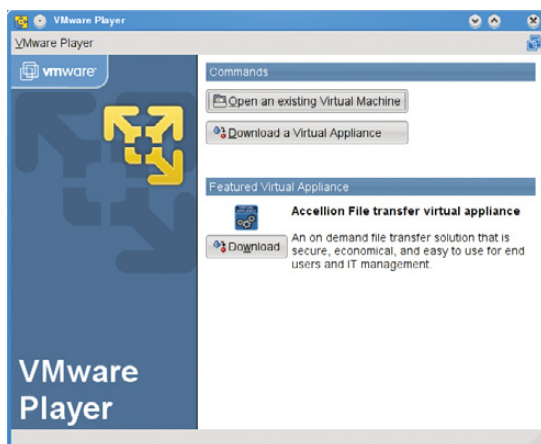 VMware Player
VMware Player
vmware
Commands
Open an existing Virtual Machine
Download a Virtual Appliance
Featured Virtual Appliance
Accellion File transfer virtual appliance
Download
An on demand file transfer solution that is
secure, economical, and easy to use for end
users and IT management.
VMware
Player